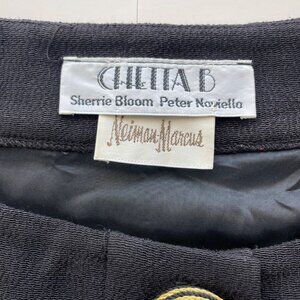 CHETTA B
Sherrie Bloom Peter Noviello
Neiman-Marcus